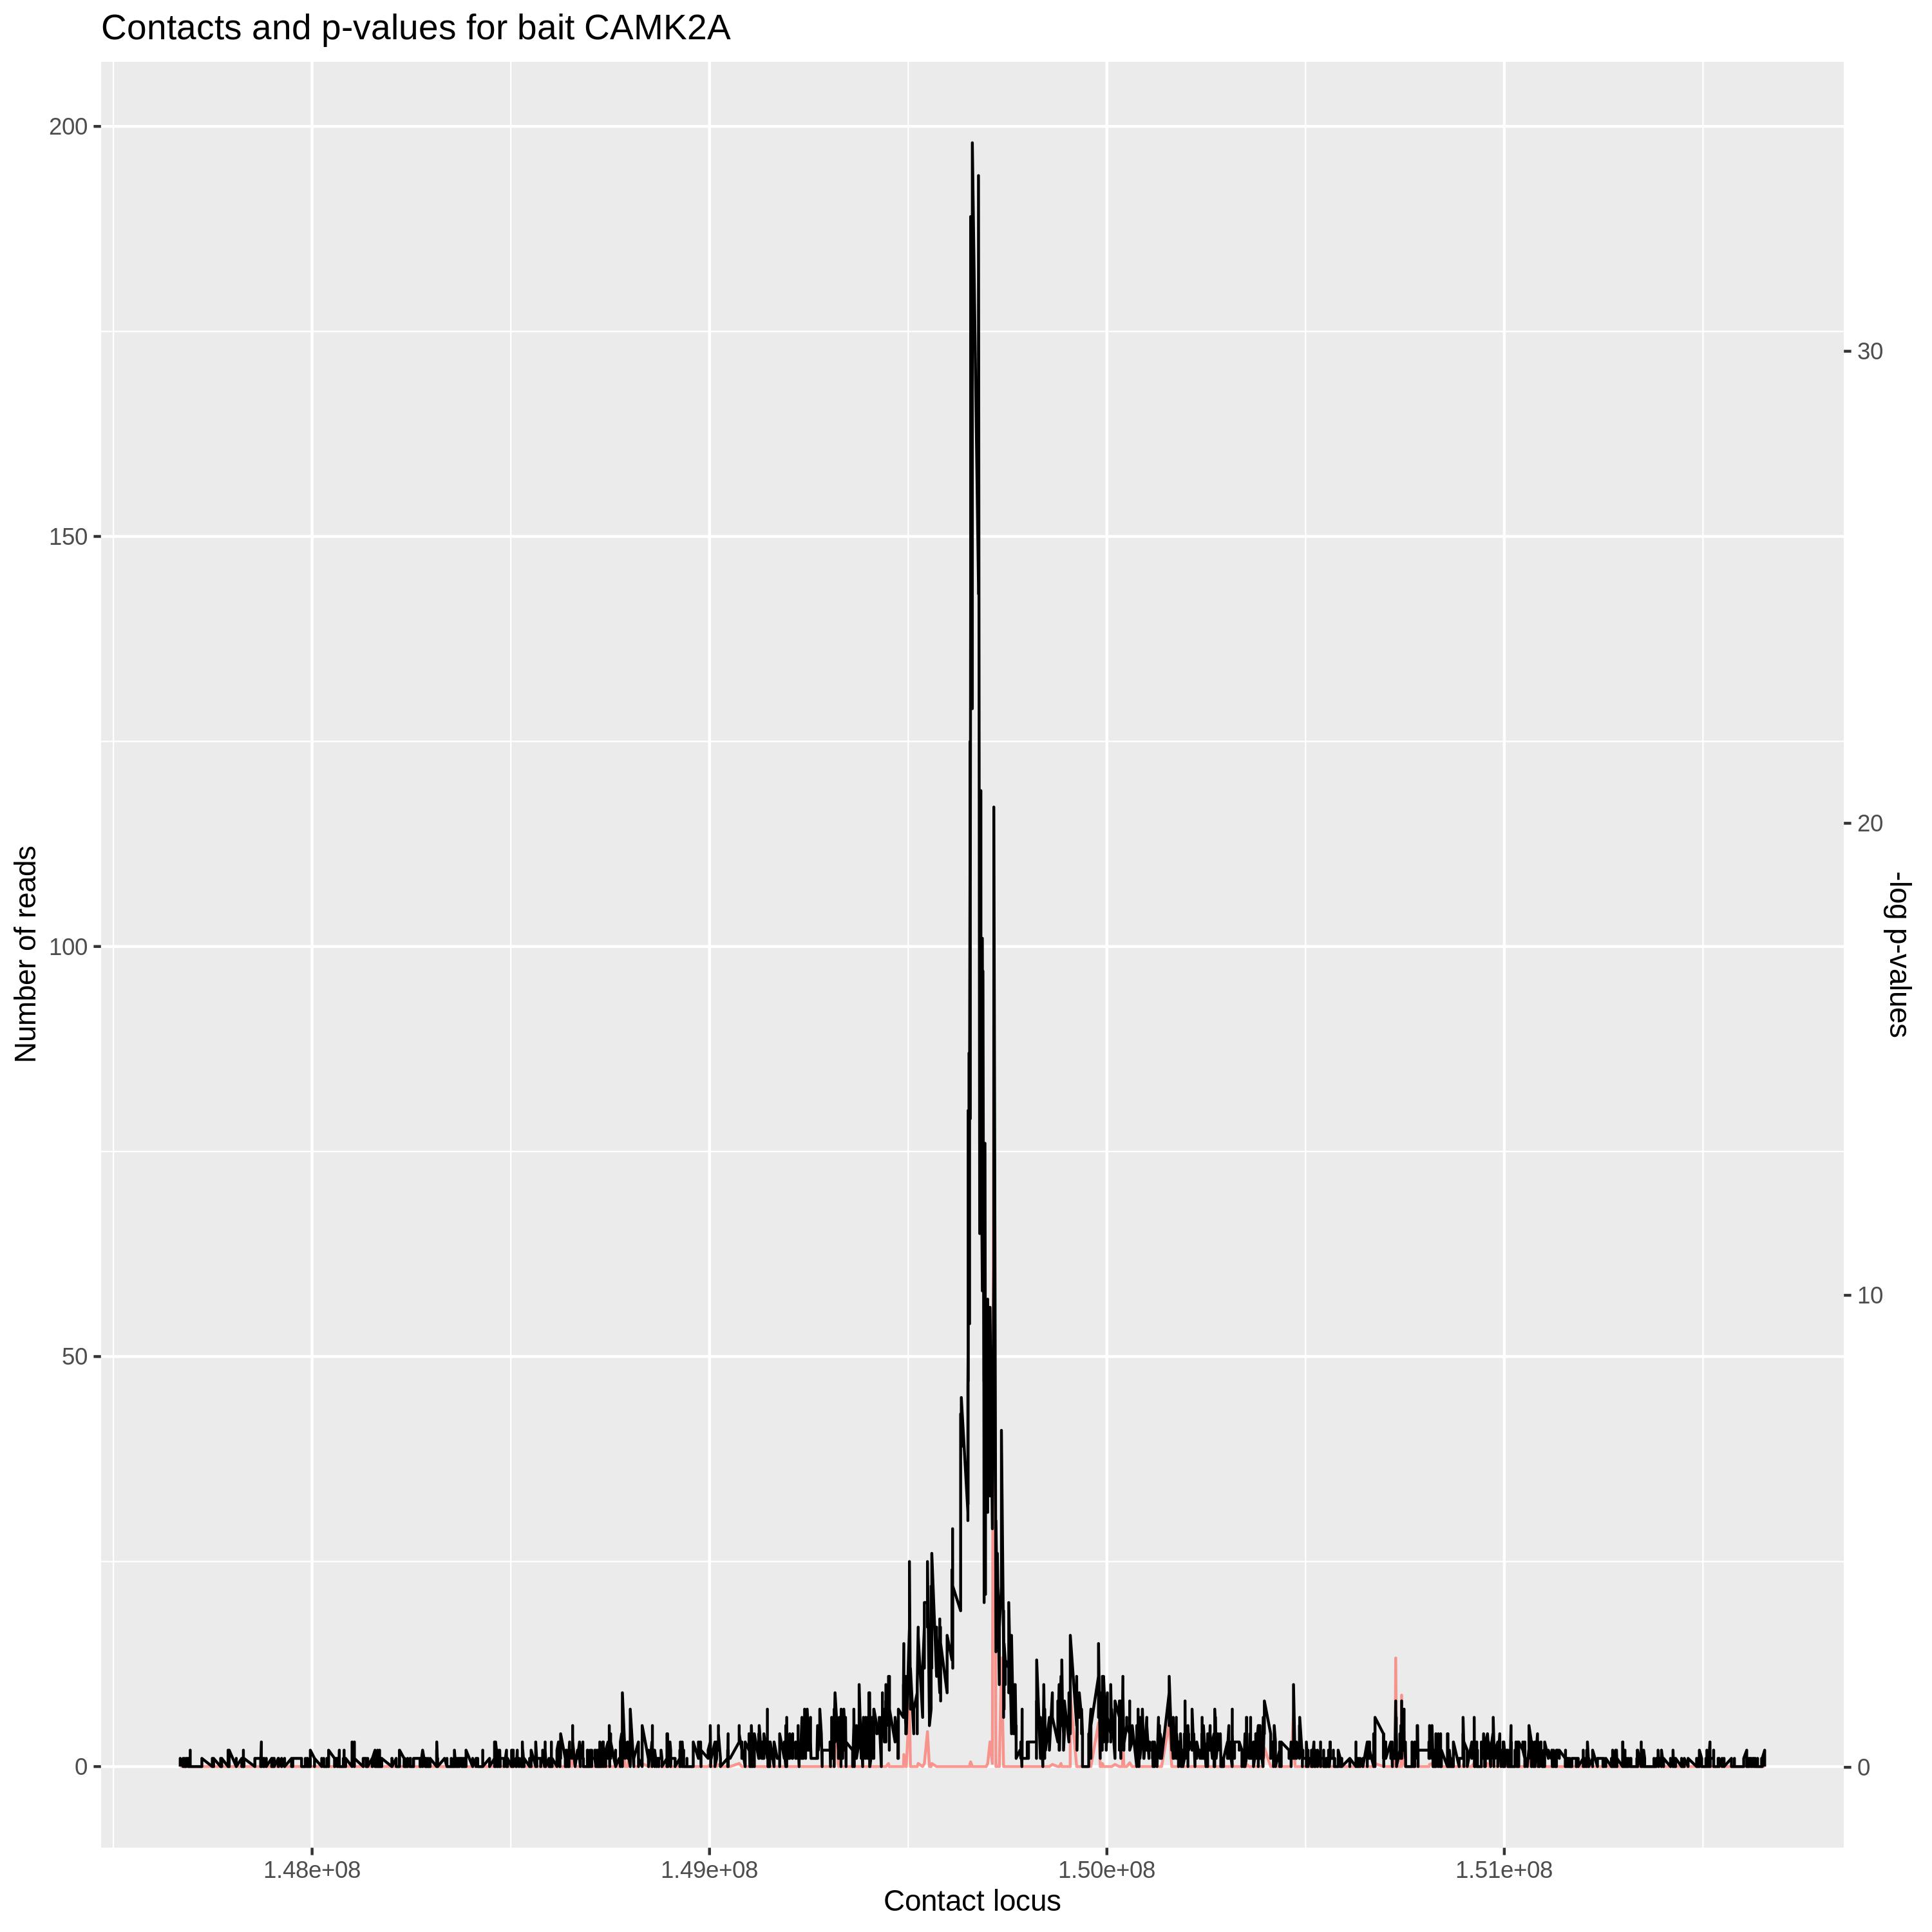 Contacts and p-values for bait CAMK2A
200
150
100
50
0
Number of reads
30
20
10
0
-log p-values
1.48e+08
1.49e+08
1.50e+08
1.51e+08
Contact locus